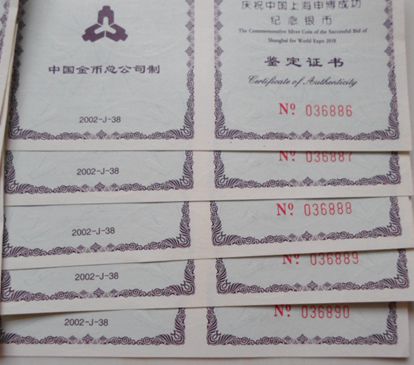 庆祝中国上海申博成功
纪念银币
The Commemorative Silver Coin of the Successful Bid of
Shanghai for World Expo 2010
鉴定证书
Certificate of Authenticity
中国金币总公司制
2002-J-38
Nº 036886
2002-J-38
Nº 036887
2002-J-38
Nº 036888
2002-J-38
Nº 036889
2002-J-38
Nº 036890